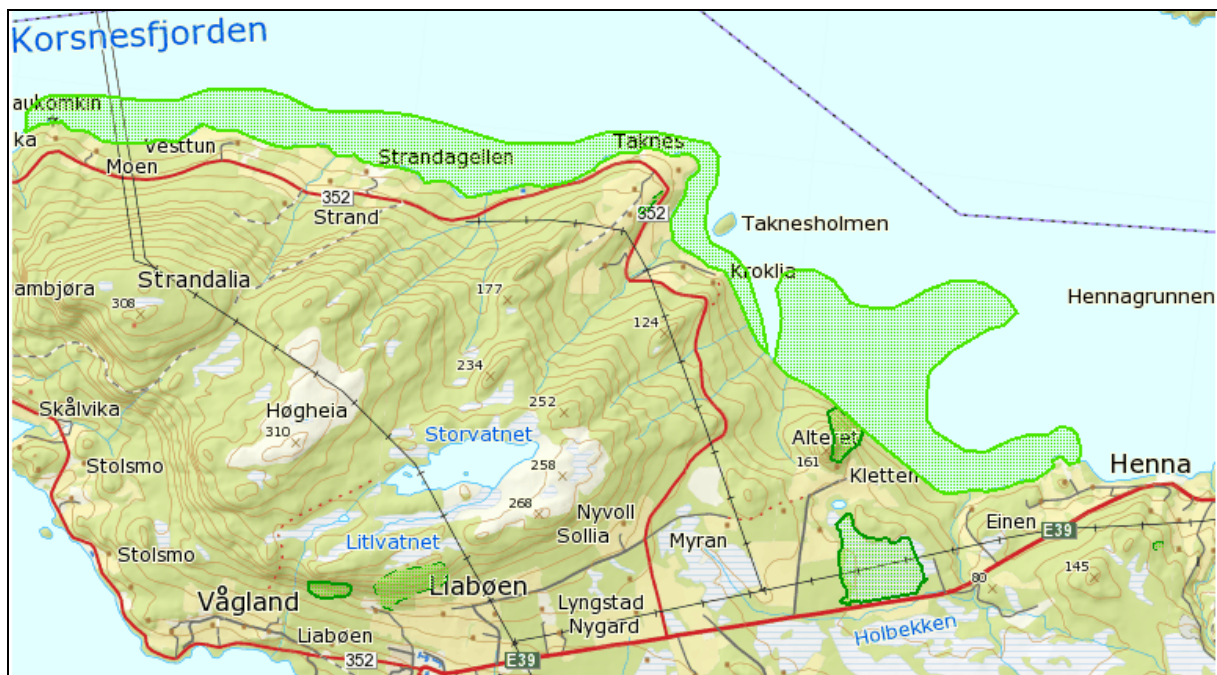 Korsnesfjorden
aukomkin
ka
Vesttun
Moen
Strandageilen
Taknes
352
Strand
352
Taknesholmen
Kroklia
Strandalia
ambjøra
308
177
124
Hennagrunnen
234
Skålvika
Høgheia
310
252
Storvatnet
Alteret
161
Stolsmo
258
Kletten
Henna
268
Nyvoll
Sollia
Einen
Litlvatnet
Myran
E39
Stolsmo
145
80
Vågland
Liabøen
Lyngstad
Nygard
Holbekken
Liabøen
352
E39